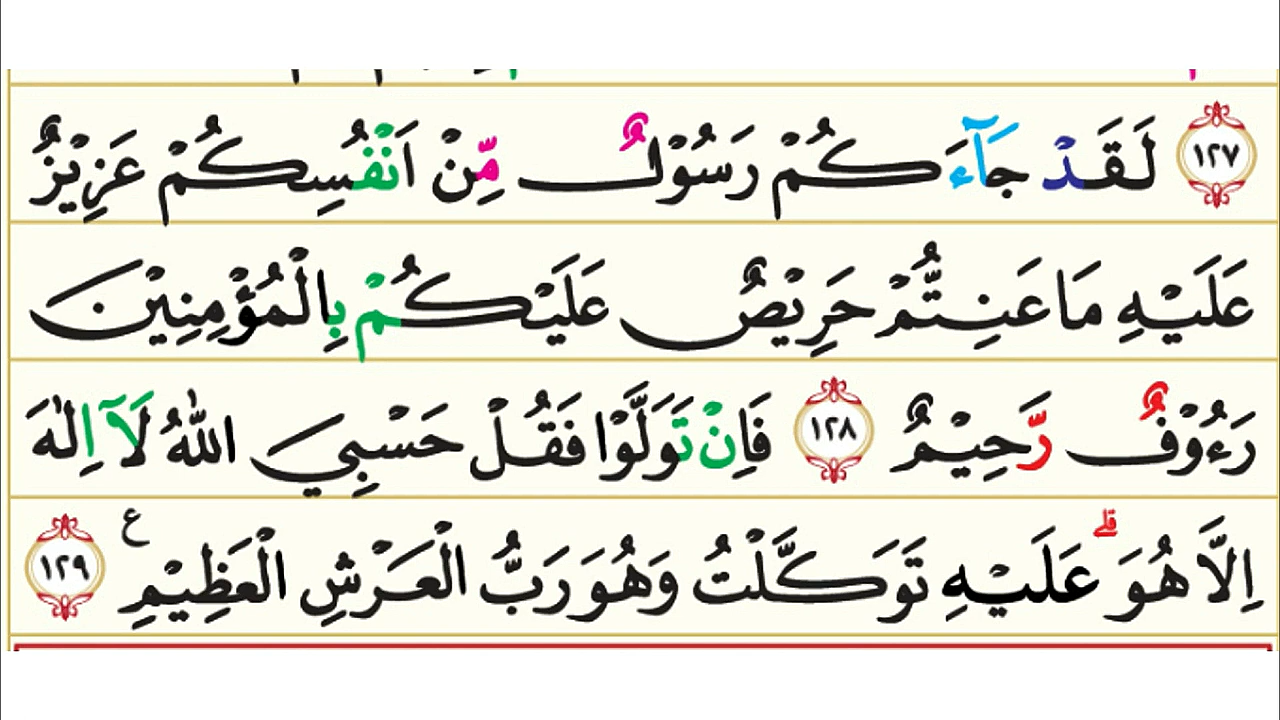 ١٢٧ لَقَدْ جَآءَكُمْ رَسُوْلٌ مِّنْ اَنْفُسِكُمْ عَزِيْزٌ
عَلَيْهِ مَا عَنِتُّمْ حَرِيْصٌ عَلَيْكُمْ بِالْمُؤْمِنِيْنَ
رَءُوْفٌ رَّحِيْمٌ ١٢٨ فَاِنْ تَوَلَّوْا فَقُلْ حَسْبِيَ اللّٰهُ لَآ اِلٰهَ
اِلَّا هُوَ ۗ عَلَيْهِ تَوَكَّلْتُ وَهُوَ رَبُّ الْعَرْشِ الْعَظِيْمِ ع ١٢٩